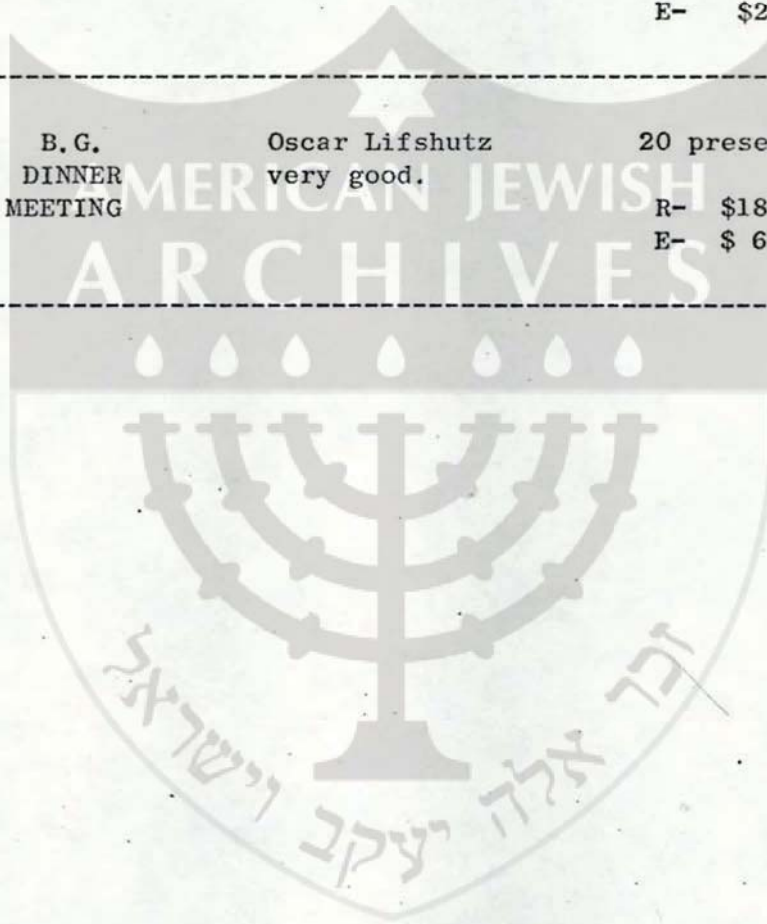 E- $2
B.G. Oscar Lifshutz 20 prese
DINNER very good.
MEETING R- $18
E- $ 6
AMERICAN JEWISH
ARCHIVES
זכר אלה יעקב וישראל